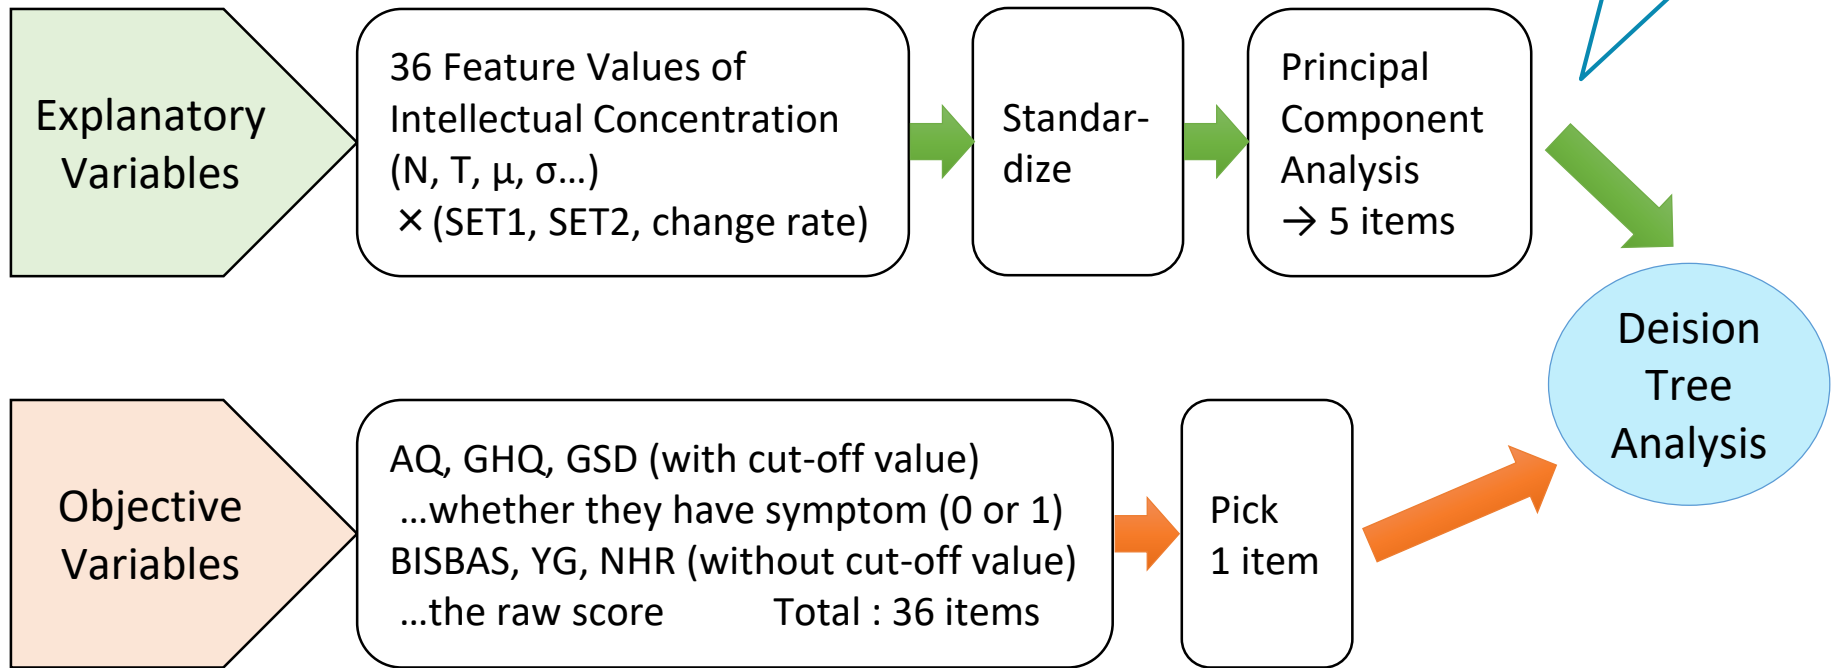 Explanatory
Variables
36 Feature Values of
Intellectual Concentration
(N, T, μ, σ...)
×(SET1, SET2, change rate)
Standar-
dize
Principal
Component
Analysis
→ 5 items
Deision
Tree
Analysis
Objective
Variables
AQ, GHQ, GSD (with cut-off value)
...whether they have symptom (0 or 1)
BISBAS, YG, NHR (without cut-off value)
...the raw score Total : 36 items
Pick
1 item